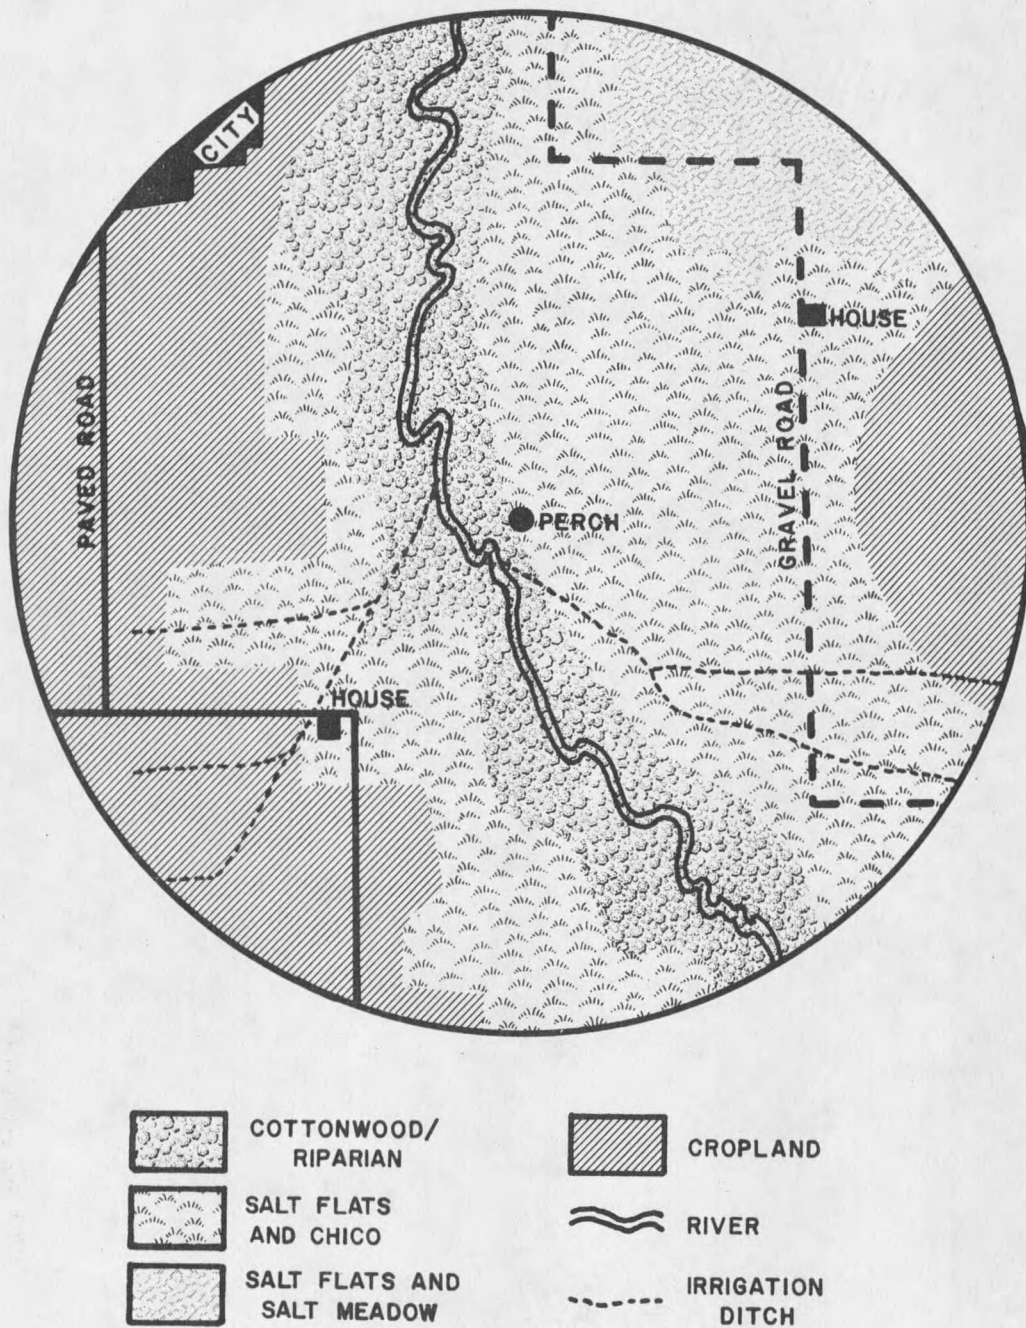 CITY
HOUSE
PAVED ROAD
GRAVEL ROAD
PERCH
HOUSE
COTTONWOOD/
RIPARIAN
SALT FLATS
AND CHICO
SALT FLATS AND
SALT MEADOW
CROPLAND
RIVER
IRRIGATION
DITCH